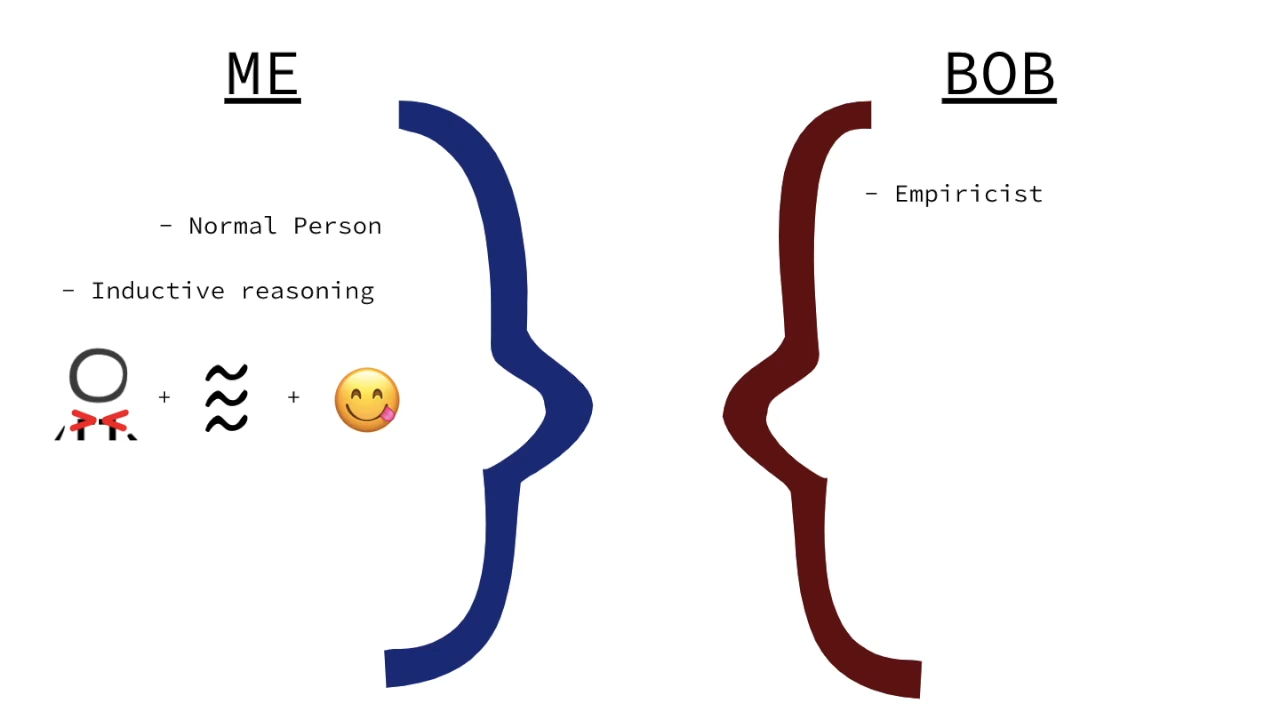 ME
BOB
- Normal Person
- Inductive reasoning
+ +
- Empiricist